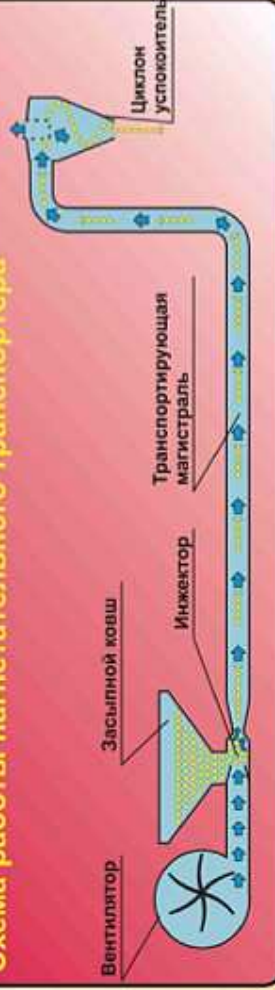 Схема работы нагнетательного транспортера
Вентилятор
Засыпной ковш
Инжектор
Транспортирующая
магистраль
Циклон
успокоитель